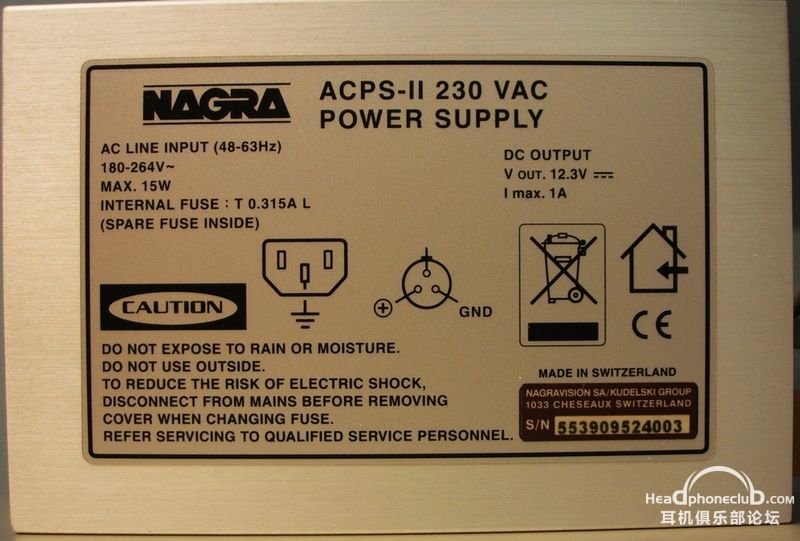 NAGRA
ACPS-II 230 VAC
POWER SUPPLY
AC LINE INPUT (48-63Hz)
180-264V~
MAX. 15W
INTERNAL FUSE : T 0.315A L
(SPARE FUSE INSIDE)
DC OUTPUT
V OUT. 12.3V ⎓
I max. 1A
GND
CAUTION
CE
DO NOT EXPOSE TO RAIN OR MOISTURE.
DO NOT USE OUTSIDE.
TO REDUCE THE RISK OF ELECTRIC SHOCK,
DISCONNECT FROM MAINS BEFORE REMOVING
COVER WHEN CHANGING FUSE.
REFER SERVICING TO QUALIFIED SERVICE PERSONNEL.
MADE IN SWITZERLAND
NAGRAVISION SA/KUDELSKI GROUP
1033 CHESEAUX SWITZERLAND
S/N 553909524003
Headphoneclub.com
耳机俱乐部论坛